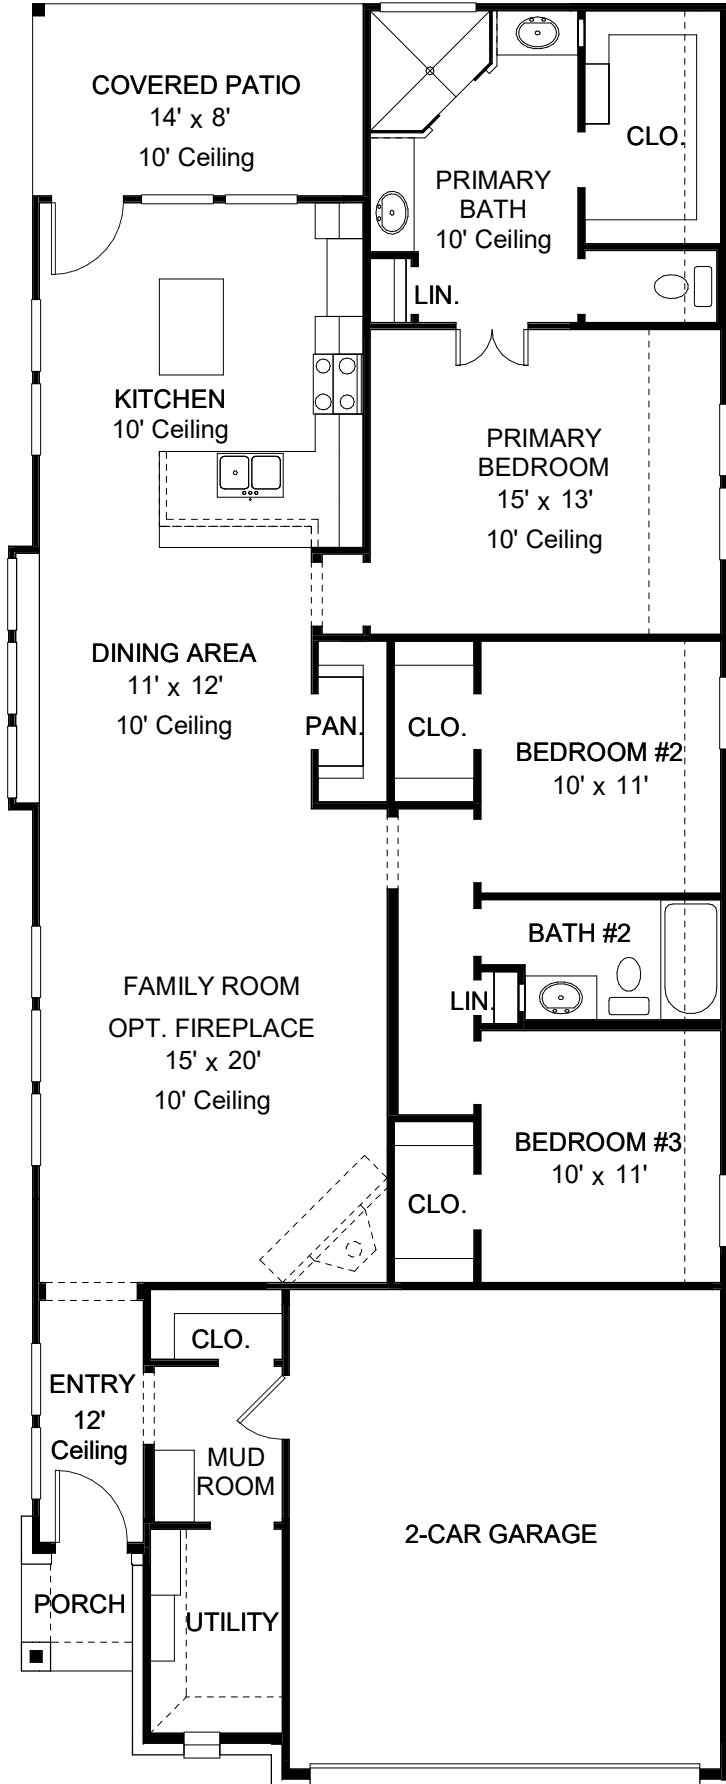 COVERED PATIO
14' x 8'
10' Ceiling
CLO.
PRIMARY
BATH
10' Ceiling
LIN.
KITCHEN
10' Ceiling
PRIMARY
BEDROOM
15' x 13'
10' Ceiling
DINING AREA
11' x 12'
10' Ceiling
PAN.
CLO.
BEDROOM #2
10' x 11'
BATH #2
LIN.
FAMILY ROOM
OPT. FIREPLACE
15' x 20'
10' Ceiling
BEDROOM #3
10' x 11'
CLO.
CLO.
ENTRY
12'
Ceiling
MUD
ROOM
2-CAR GARAGE
PORCH
UTILITY